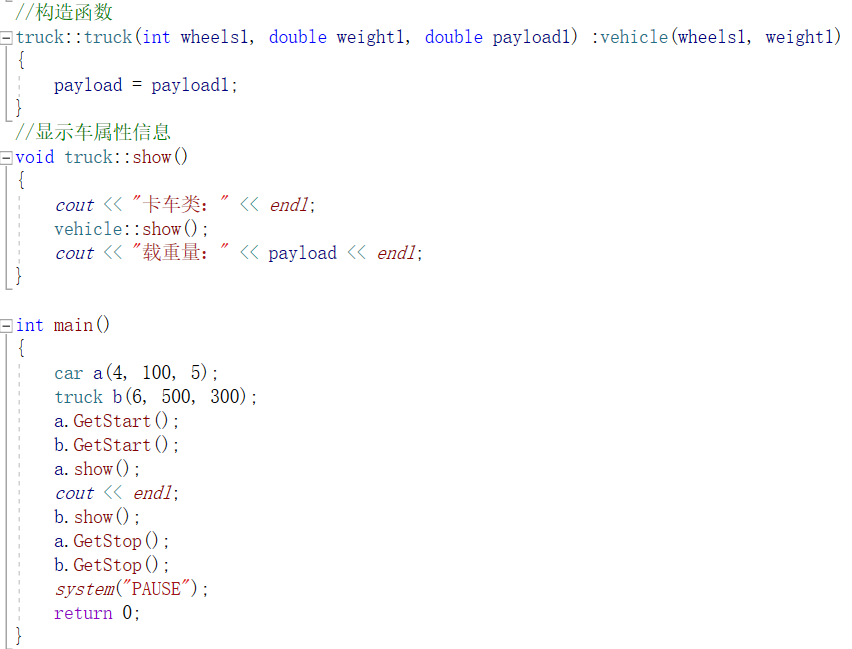 //构造函数
truck::truck(int wheels1, double weight1, double payload1) :vehicle(wheels1, weight1)
{
    payload = payload1;
}
//显示车属性信息
void truck::show()
{
    cout << "卡车类：" << endl;
    vehicle::show();
    cout << "载重量：" << payload << endl;
}

int main()
{
    car a(4, 100, 5);
    truck b(6, 500, 300);
    a.GetStart();
    b.GetStart();
    a.show();
    cout << endl;
    b.show();
    a.GetStop();
    b.GetStop();
    system("PAUSE");
    return 0;
}